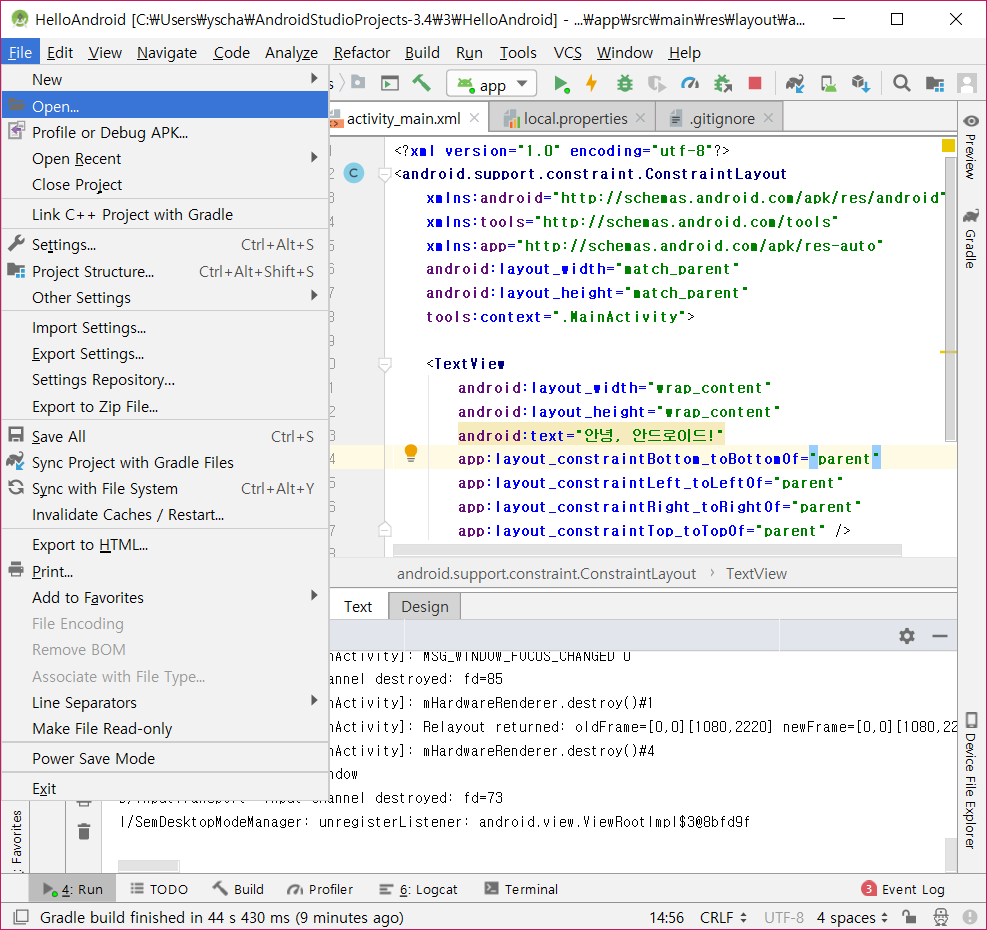 HelloAndroid [C:₩Users₩yscha₩AndroidStudioProjects-3.4₩3₩HelloAndroid] - ...₩app₩src₩main₩res₩layout₩a...
File Edit View Navigate Code Analyze Refactor Build Run Tools VCS Window Help
app
New
Open...
Profile or Debug APK...
Open Recent
Close Project
Link C++ Project with Gradle
Settings... Ctrl+Alt+S
Project Structure... Ctrl+Alt+Shift+S
Other Settings
Import Settings...
Export Settings...
Settings Repository...
Export to Zip File...
Save All Ctrl+S
Sync Project with Gradle Files
Sync with File System Ctrl+Alt+Y
Invalidate Caches / Restart...
Export to HTML...
Print...
Add to Favorites
File Encoding
Remove BOM
Associate with File Type...
Line Separators
Make File Read-only
Power Save Mode
Exit
activity_main.xml local.properties .gitignore
<?xml version="1.0" encoding="utf-8"?>
C <android.support.constraint.ConstraintLayout
xmlns:android="http://schemas.android.com/apk/res/android"
xmlns:tools="http://schemas.android.com/tools"
xmlns:app="http://schemas.android.com/apk/res-auto"
android:layout_width="match_parent"
android:layout_height="match_parent"
tools:context=".MainActivity">
<TextView
android:layout_width="wrap_content"
android:layout_height="wrap_content"
android:text="안녕, 안드로이드!"
app:layout_constraintBottom_toBottomOf="parent"
app:layout_constraintLeft_toLeftOf="parent"
app:layout_constraintRight_toRightOf="parent"
app:layout_constraintTop_toTopOf="parent" />
android.support.constraint.ConstraintLayout › TextView
Text Design
nActivity]: MSG_WINDOW_FOCUS_CHANGED 0
annel destroyed: fd=85
nActivity]: mHardwareRenderer.destroy()#1
nActivity]: Relayout returned: oldFrame=[0,0][1080,2220] newFrame=[0,0][1080,22
nActivity]: mHardwareRenderer.destroy()#4
ndow
D/InputTransport: Input channel destroyed: fd=73
I/SemDesktopModeManager: unregisterListener: android.view.ViewRootImpl$3@8bfd9f
Preview
Gradle
Device File Explorer
Favorites
4: Run TODO Build Profiler 6: Logcat Terminal 3 Event Log
Gradle build finished in 44 s 430 ms (9 minutes ago) 14:56 CRLF UTF-8 4 spaces